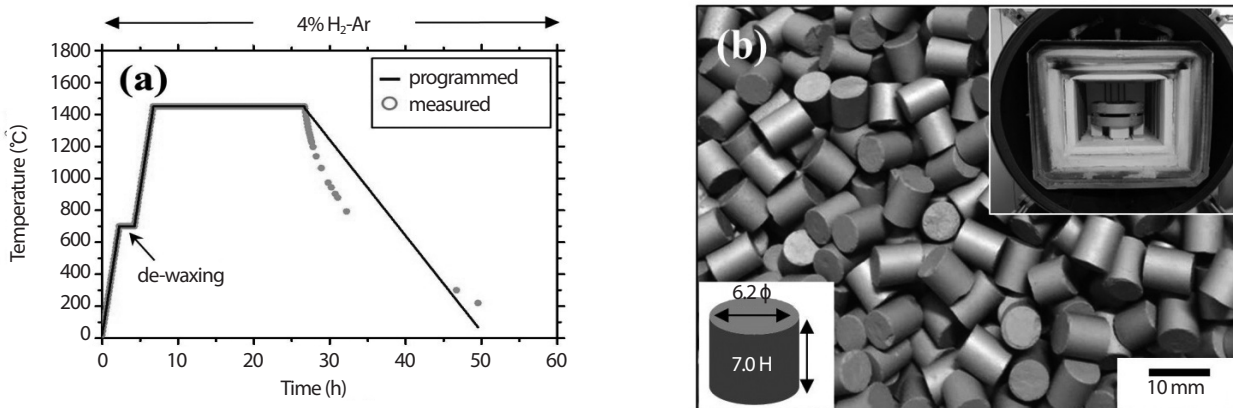 4% H₂-Ar
1800
1600
1400
1200
1000
800
600
400
200
0
Temperature (℃)
(a)
programmed
measured
de-waxing
0 10 20 30 40 50 60
Time (h)
(b)
6.2 ϕ
7.0 H
10 mm